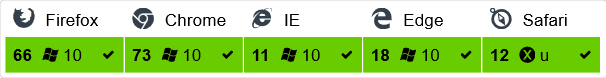 Firefox Chrome IE Edge Safari
66 10 73 10 11 10 18 10 12 X u